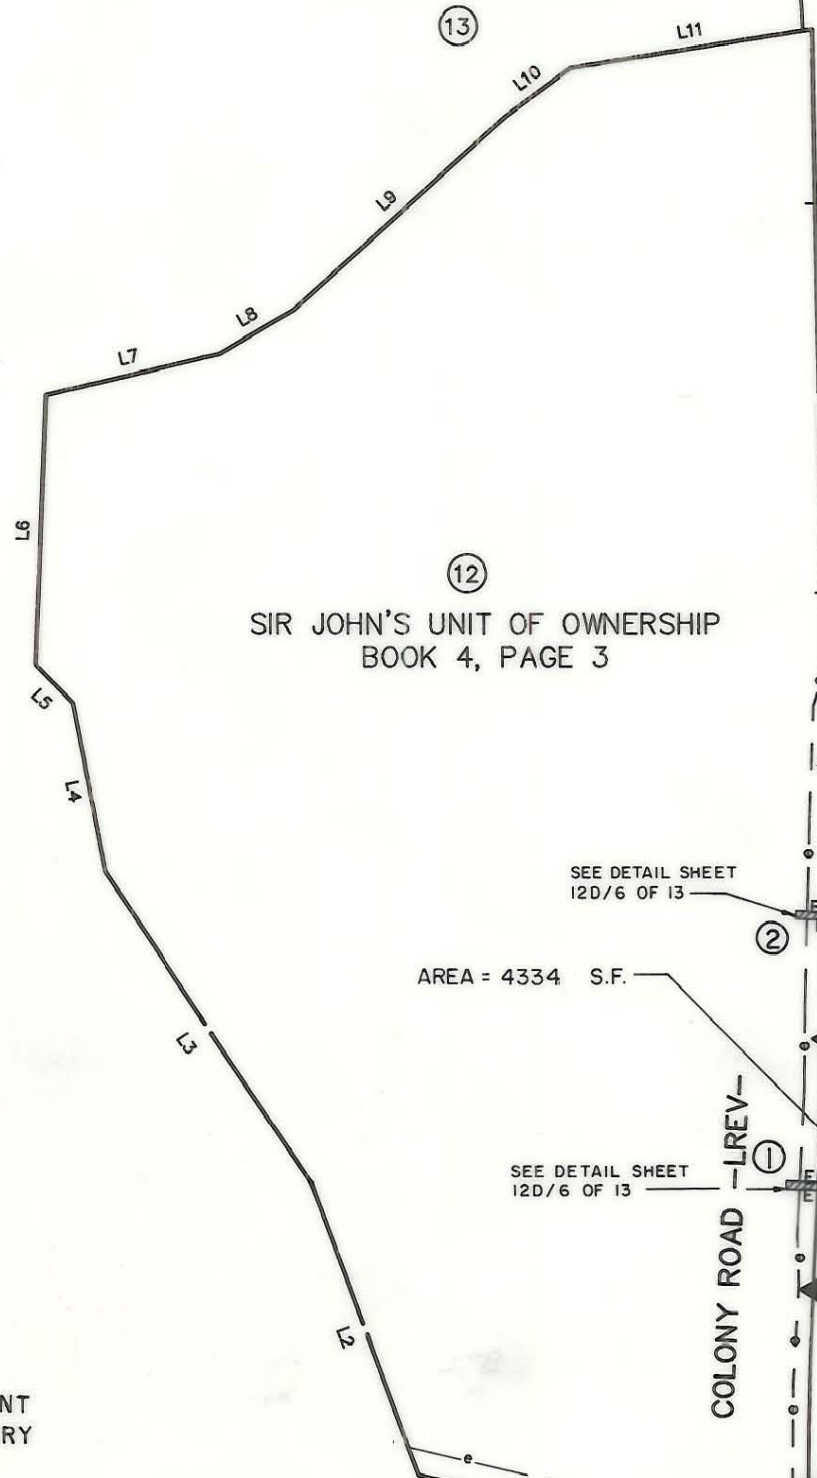 13
L11
L10
L9
L8
L7
L6
12
SIR JOHN'S UNIT OF OWNERSHIP
BOOK 4, PAGE 3
L5
L4
SEE DETAIL SHEET
12D/6 OF 13
E
2
AREA = 4334 S.F.
L3
COLONY ROAD -LREV-
1
SEE DETAIL SHEET
12D/6 OF 13
E
E
L2
NT
RY
e